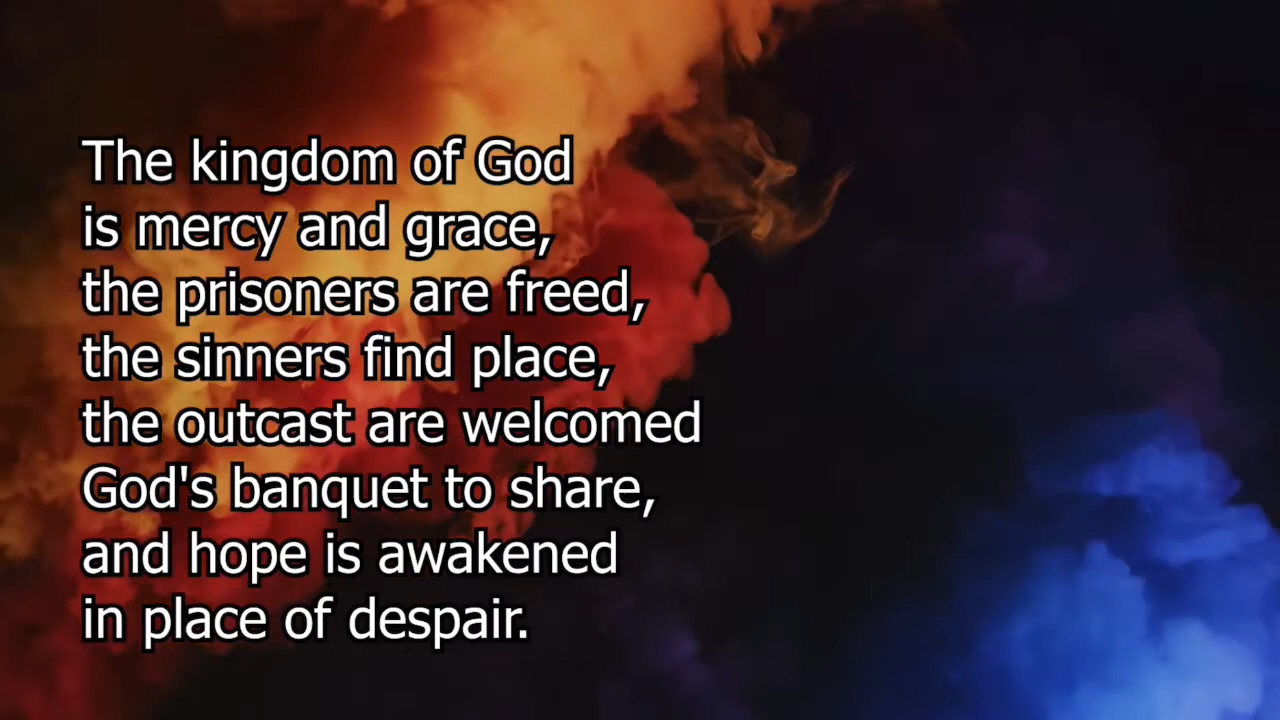 The kingdom of God
is mercy and grace,
the prisoners are freed,
the sinners find place,
the outcast are welcomed
God's banquet to share,
and hope is awakened
in place of despair.